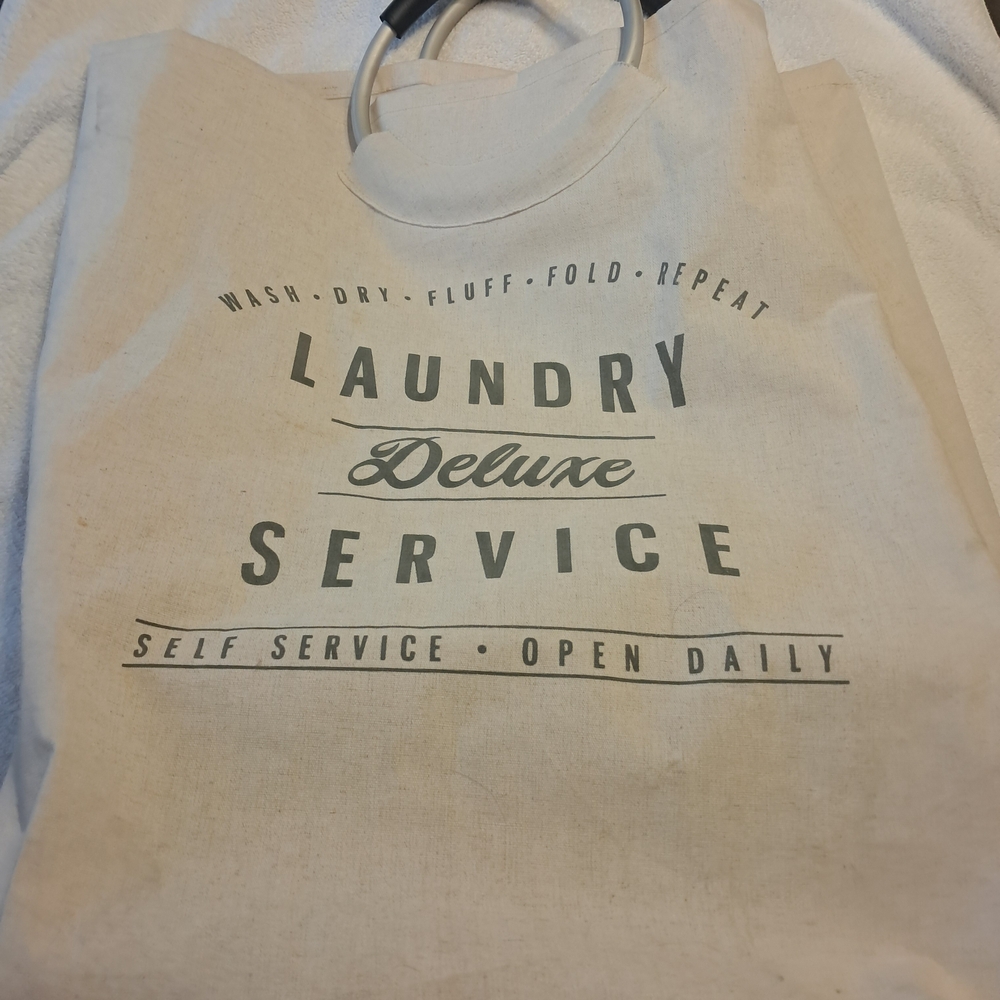 WASH • DRY • FLUFF • FOLD • REPEAT
LAUNDRY
Deluxe
SERVICE
SELF SERVICE • OPEN DAILY